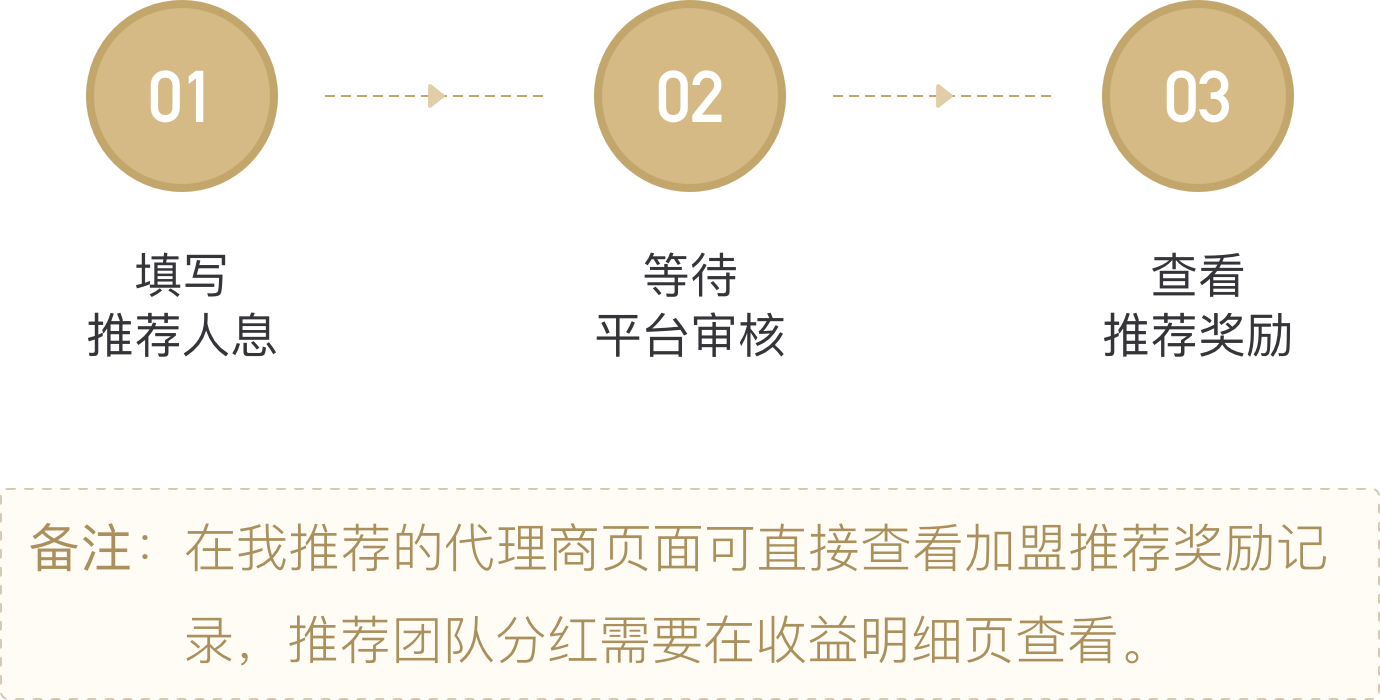 01
02
03
填写
推荐人息
等待
平台审核
查看
推荐奖励
备注：在我推荐的代理商页面可直接查看加盟推荐奖励记
录，推荐团队分红需要在收益明细页查看。